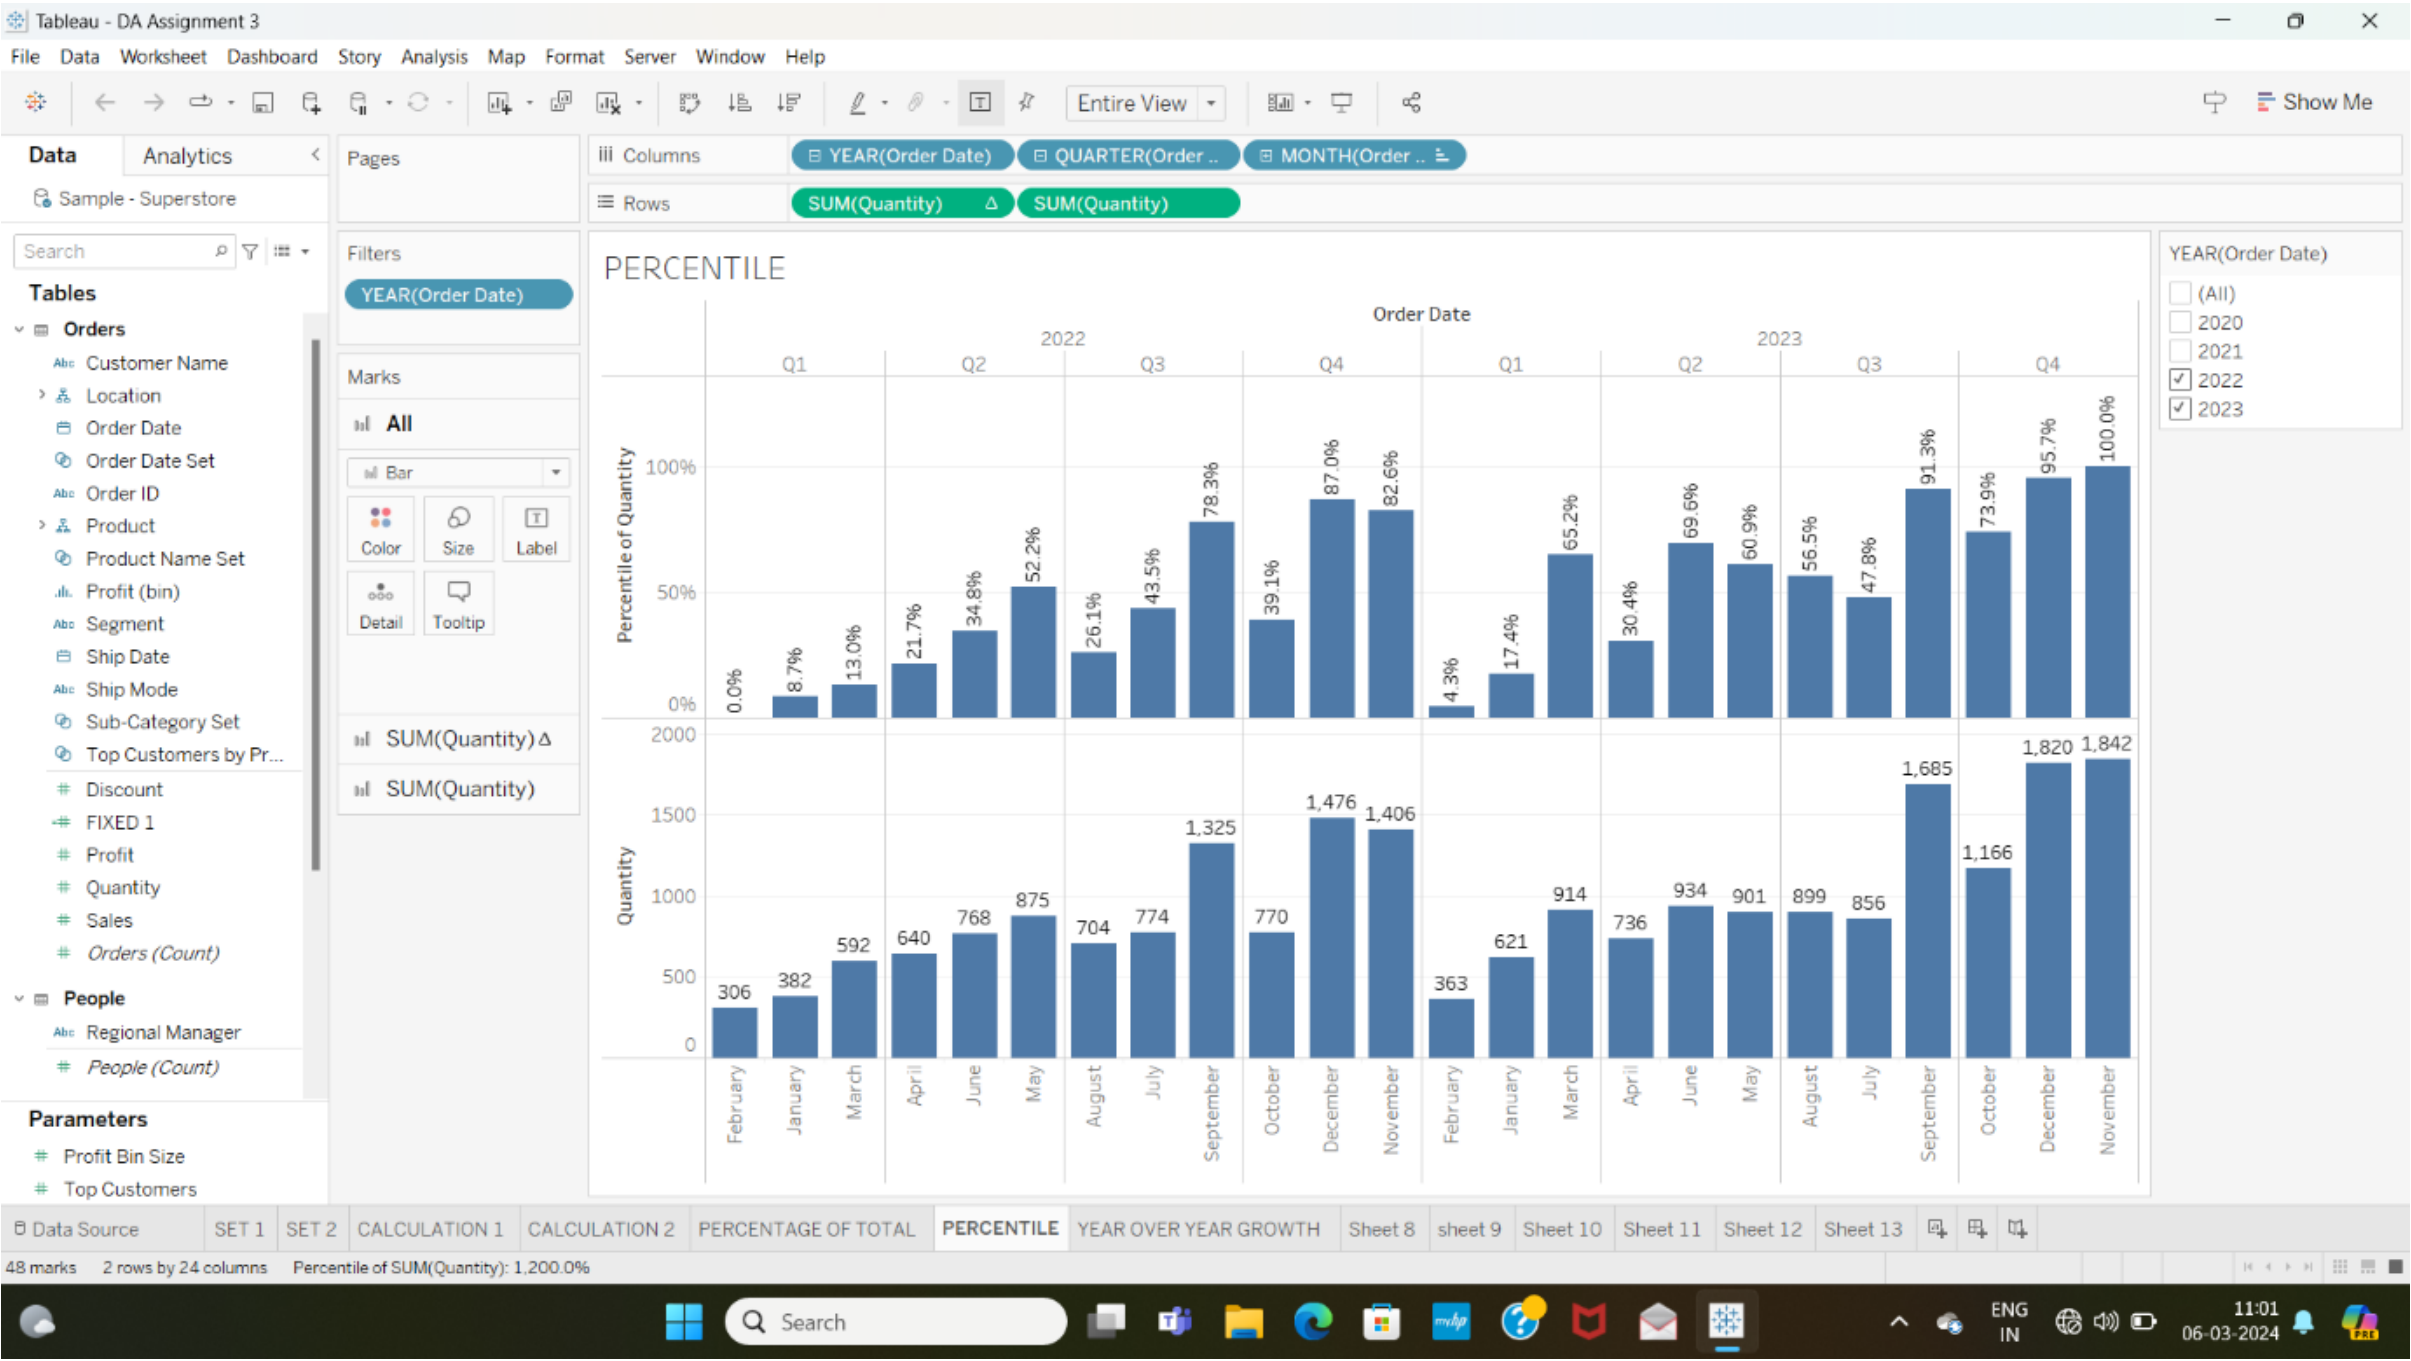 Tableau - DA Assignment 3
File Data Worksheet Dashboard Story Analysis Map Format Server Window Help
Entire View
Show Me
Data
Analytics
Sample - Superstore
Search
Tables
Orders
Abc Customer Name
Location
Order Date
Order Date Set
Abc Order ID
Product
Product Name Set
Profit (bin)
Abc Segment
Ship Date
Abc Ship Mode
Sub-Category Set
Top Customers by Pr...
# Discount
=# FIXED 1
# Profit
# Quantity
# Sales
# Orders (Count)
People
Abc Regional Manager
# People (Count)
Parameters
# Profit Bin Size
# Top Customers
Pages
Filters
YEAR(Order Date)
Marks
All
Bar
Color Size Label
Detail Tooltip
SUM(Quantity) Δ
SUM(Quantity)
iii Columns
YEAR(Order Date) QUARTER(Order .. MONTH(Order ..
Rows
SUM(Quantity) Δ SUM(Quantity)
PERCENTILE
Order Date
2022 2023
Q1 Q2 Q3 Q4 Q1 Q2 Q3 Q4
Percentile of Quantity
100%
50%
0%
0.0% 8.7% 13.0% 21.7% 34.8% 52.2% 26.1% 43.5% 78.3% 39.1% 87.0% 82.6% 4.3% 17.4% 65.2% 30.4% 69.6% 60.9% 56.5% 47.8% 91.3% 73.9% 95.7% 100.0%
Quantity
2000
1500
1000
500
0
306 382 592 640 768 875 704 774 1,325 770 1,476 1,406 363 621 914 736 934 901 899 856 1,685 1,166 1,820 1,842
February January March April June May August July September October December November February January March April June May August July September October December November
YEAR(Order Date)
(All)
2020
2021
2022
2023
Data Source SET 1 SET 2 CALCULATION 1 CALCULATION 2 PERCENTAGE OF TOTAL PERCENTILE YEAR OVER YEAR GROWTH Sheet 8 sheet 9 Sheet 10 Sheet 11 Sheet 12 Sheet 13
48 marks 2 rows by 24 columns Percentile of SUM(Quantity): 1,200.0%
Search
myhp
ENG
IN
11:01
06-03-2024
PRE